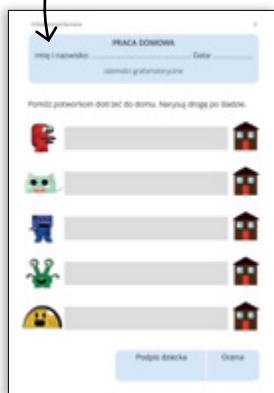 PRACA DOMOWA
Imię i nazwisko: Data:
zdolności grafomotoryczne
Pomóż potworkom dotrzeć do domu. Narysuj drogę po śladzie.
Podpis dziecka Ocena